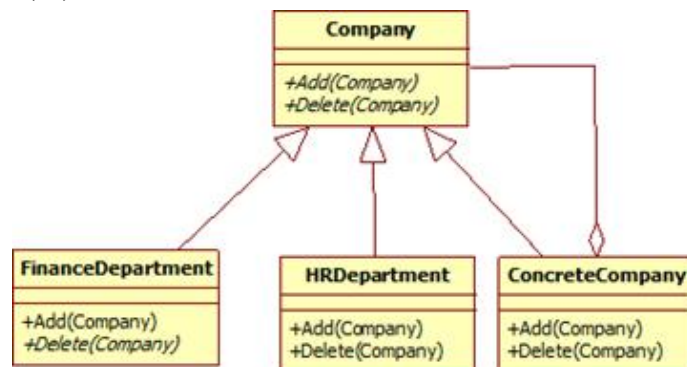 Company
+Add(Company)
+Delete(Company)
FinanceDepartment
+Add(Company)
+Delete(Company)
HRDepartment
+Add(Company)
+Delete(Company)
ConcreteCompany
+Add(Company)
+Delete(Company)